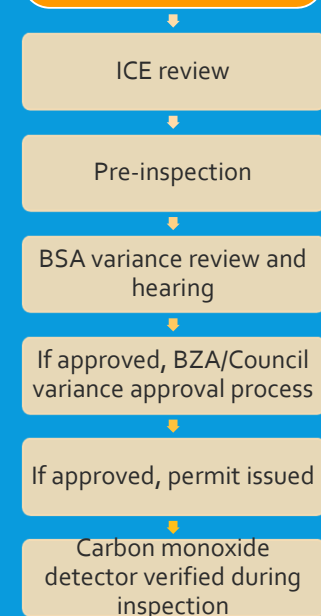 ICE review
Pre-inspection
BSA variance review and
hearing
If approved, BZA/Council
variance approval process
If approved, permit issued
Carbon monoxide
detector verified during
inspection